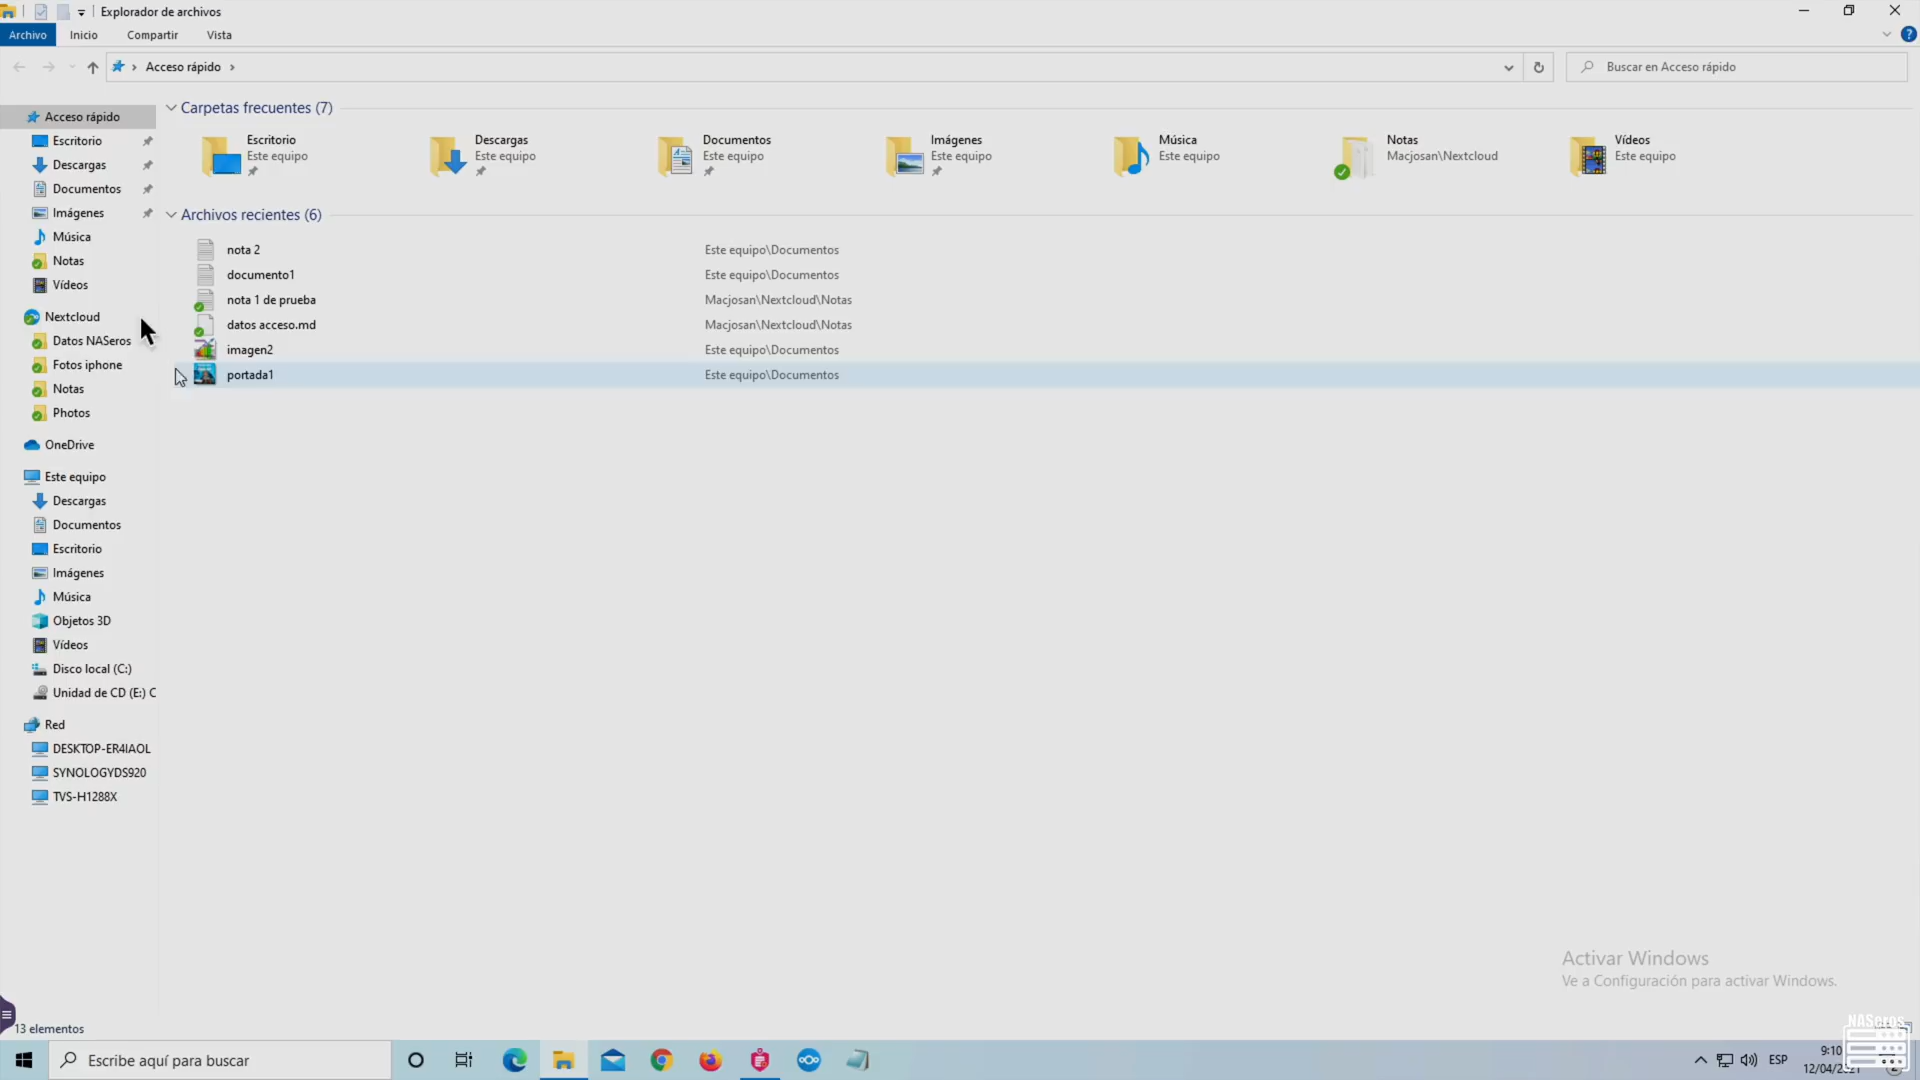 Explorador de archivos
Archivo Inicio Compartir Vista
Acceso rápido
Buscar en Acceso rápido
Acceso rápido
Escritorio
Descargas
Documentos
Imágenes
Música
Notas
Vídeos
Nextcloud
Datos NASeros
Fotos iphone
Notas
Photos
OneDrive
Este equipo
Descargas
Documentos
Escritorio
Imágenes
Música
Objetos 3D
Vídeos
Disco local (C:)
Unidad de CD (E:) C
Red
DESKTOP-ER4IAOL
SYNOLOGYDS920
TVS-H1288X
Carpetas frecuentes (7)
Escritorio
Este equipo
Descargas
Este equipo
Documentos
Este equipo
Imágenes
Este equipo
Música
Este equipo
Notas
Macjosan\Nextcloud
Vídeos
Este equipo
Archivos recientes (6)
nota 2 Este equipo\Documentos
documento1 Este equipo\Documentos
nota 1 de prueba Macjosan\Nextcloud\Notas
datos acceso.md Macjosan\Nextcloud\Notas
imagen2 Este equipo\Documentos
portada1 Este equipo\Documentos
Activar Windows
Ve a Configuración para activar Windows.
13 elementos
NASeros
Escribe aquí para buscar
ESP
9:10
12/04/2021